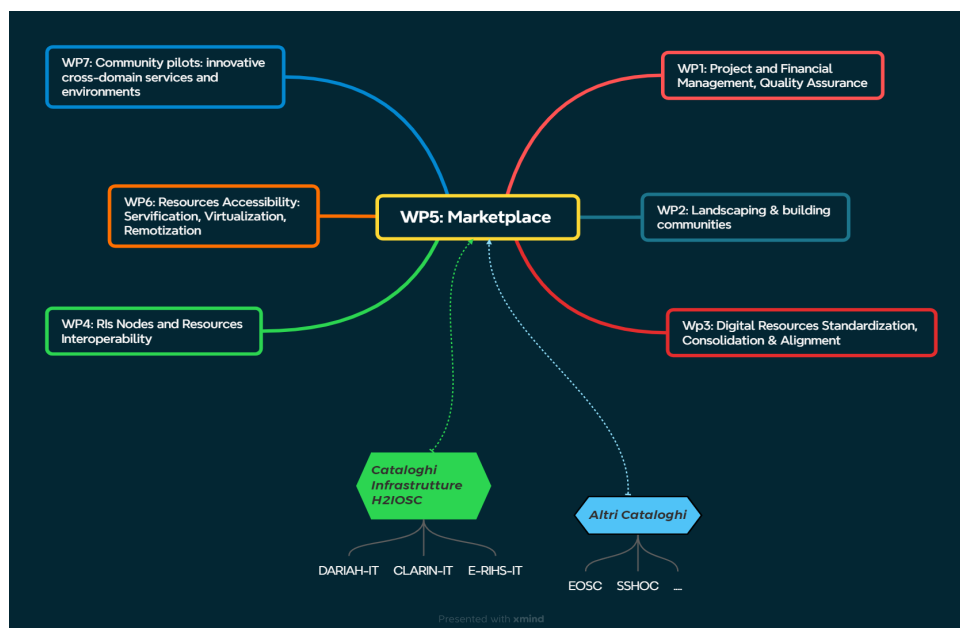 WP7: Community pilots: innovative
cross-domain services and
environments
WP1: Project and Financial
Management, Quality Assurance
WP6: Resources Accessibility:
Servification, Virtualization,
Remotization
WP5: Marketplace
WP2: Landscaping & building
communities
WP4: RIs Nodes and Resources
Interoperability
Wp3: Digital Resources Standardization,
Consolidation & Alignment
Cataloghi
Infrastrutture
H2IOSC
Altri Cataloghi
DARIAH-IT CLARIN-IT E-RIHS-IT
EOSC SSHOC ....
Presented with xmind